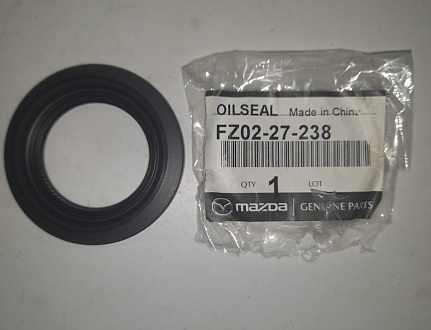 OILSEAL Made in China
FZ02-27-238
QTY 1 LOT
mazda GENUINE PARTS